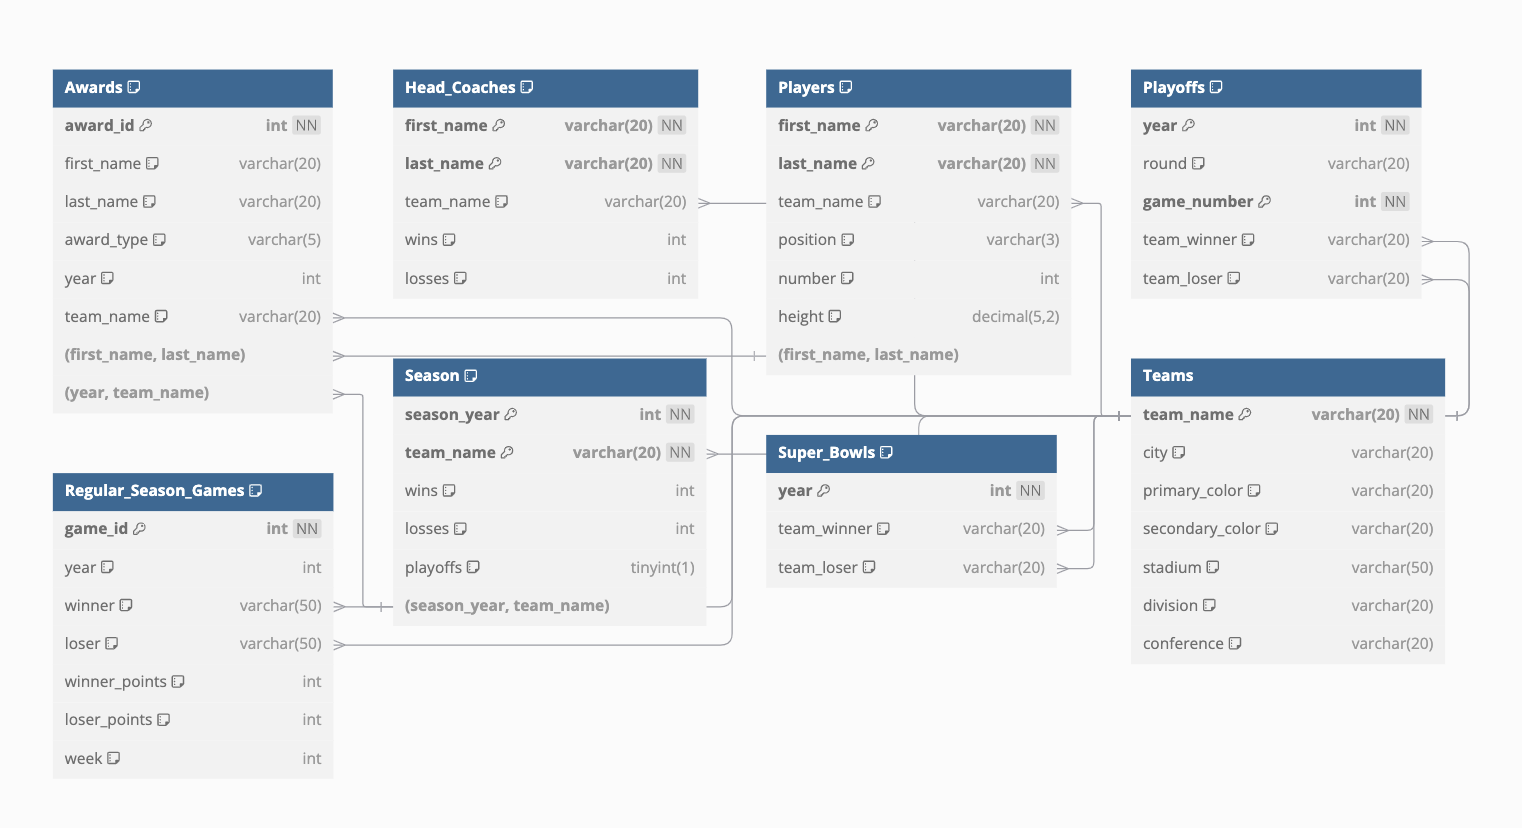 Awards
award_id int NN
first_name varchar(20)
last_name varchar(20)
award_type varchar(5)
year int
team_name varchar(20)
(first_name, last_name)
(year, team_name)
Head_Coaches
first_name varchar(20) NN
last_name varchar(20) NN
team_name varchar(20)
wins int
losses int
Players
first_name varchar(20) NN
last_name varchar(20) NN
team_name varchar(20)
position varchar(3)
number int
height decimal(5,2)
(first_name, last_name)
Playoffs
year int NN
round varchar(20)
game_number int NN
team_winner varchar(20)
team_loser varchar(20)
Season
season_year int NN
team_name varchar(20) NN
wins int
losses int
playoffs tinyint(1)
(season_year, team_name)
Teams
team_name varchar(20) NN
city varchar(20)
primary_color varchar(20)
secondary_color varchar(20)
stadium varchar(50)
division varchar(20)
conference varchar(20)
Super_Bowls
year int NN
team_winner varchar(20)
team_loser varchar(20)
Regular_Season_Games
game_id int NN
year int
winner varchar(50)
loser varchar(50)
winner_points int
loser_points int
week int